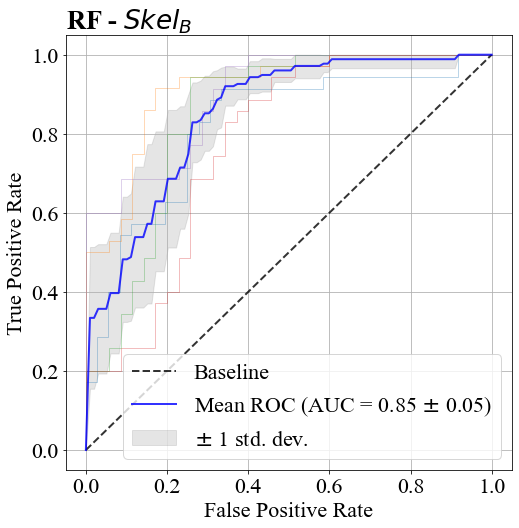 RF - Skel_B
1.0
0.8
0.6
0.4
0.2
0.0
True Positive Rate
Baseline
Mean ROC (AUC = 0.85 ± 0.05)
± 1 std. dev.
0.0 0.2 0.4 0.6 0.8 1.0
False Positive Rate